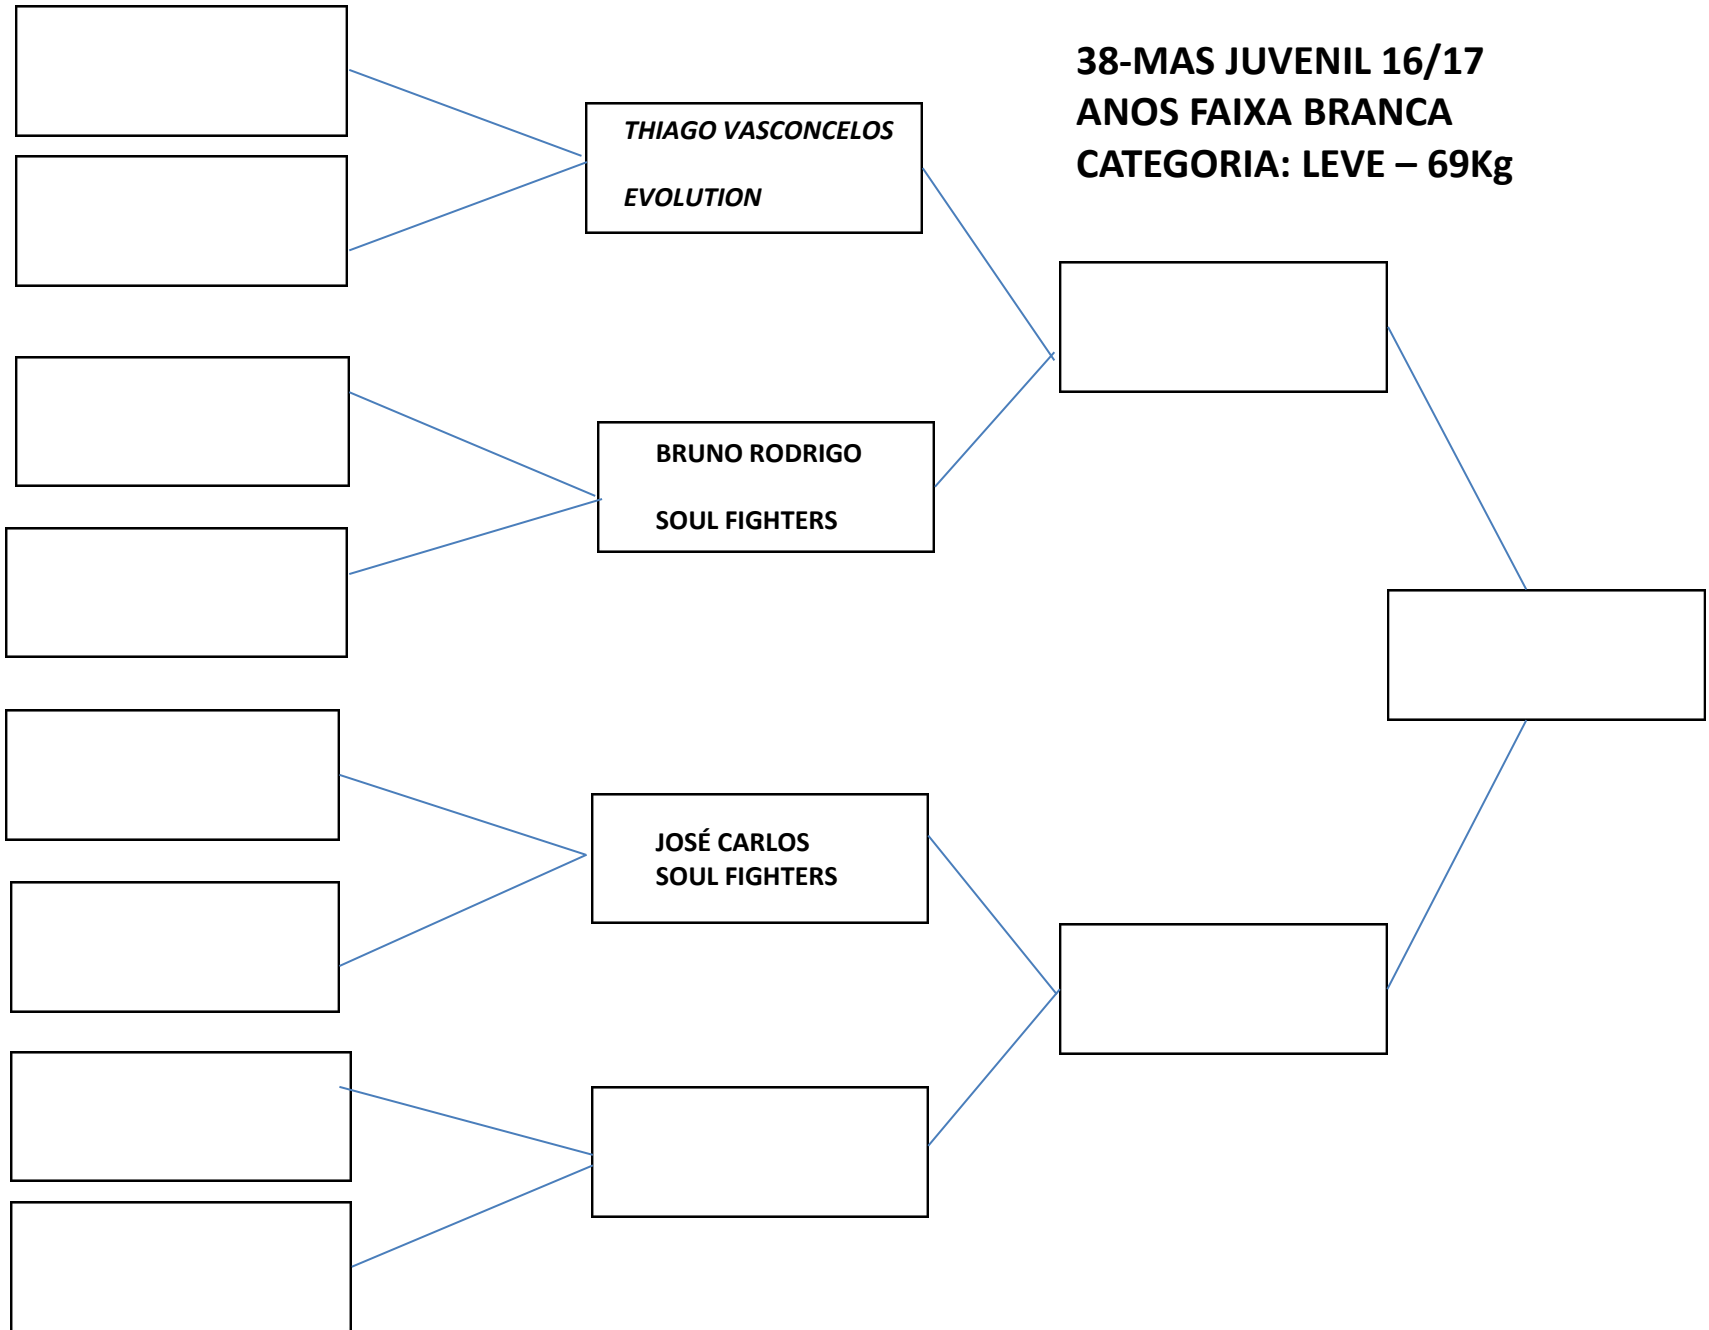 38-MAS JUVENIL 16/17
ANOS FAIXA BRANCA
CATEGORIA: LEVE – 69Kg
THIAGO VASCONCELOS
EVOLUTION
BRUNO RODRIGO
SOUL FIGHTERS
JOSÉ CARLOS
SOUL FIGHTERS